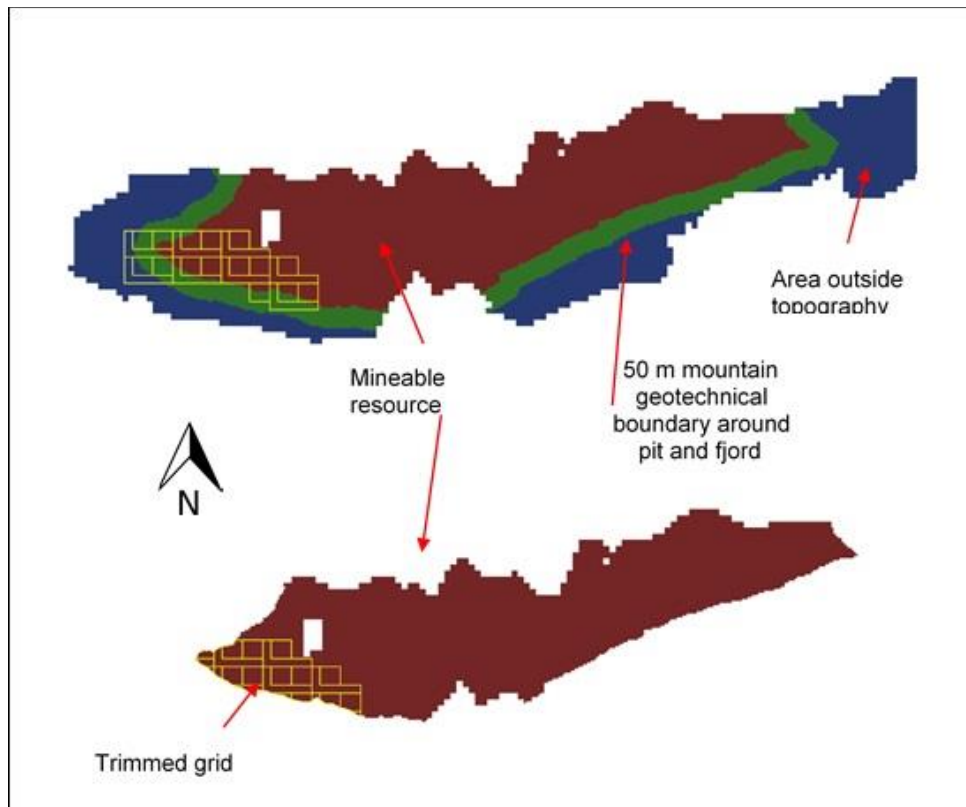 Area outside
topography
Mineable
resource
50 m mountain
geotechnical
boundary around
pit and fjord
N
Trimmed grid